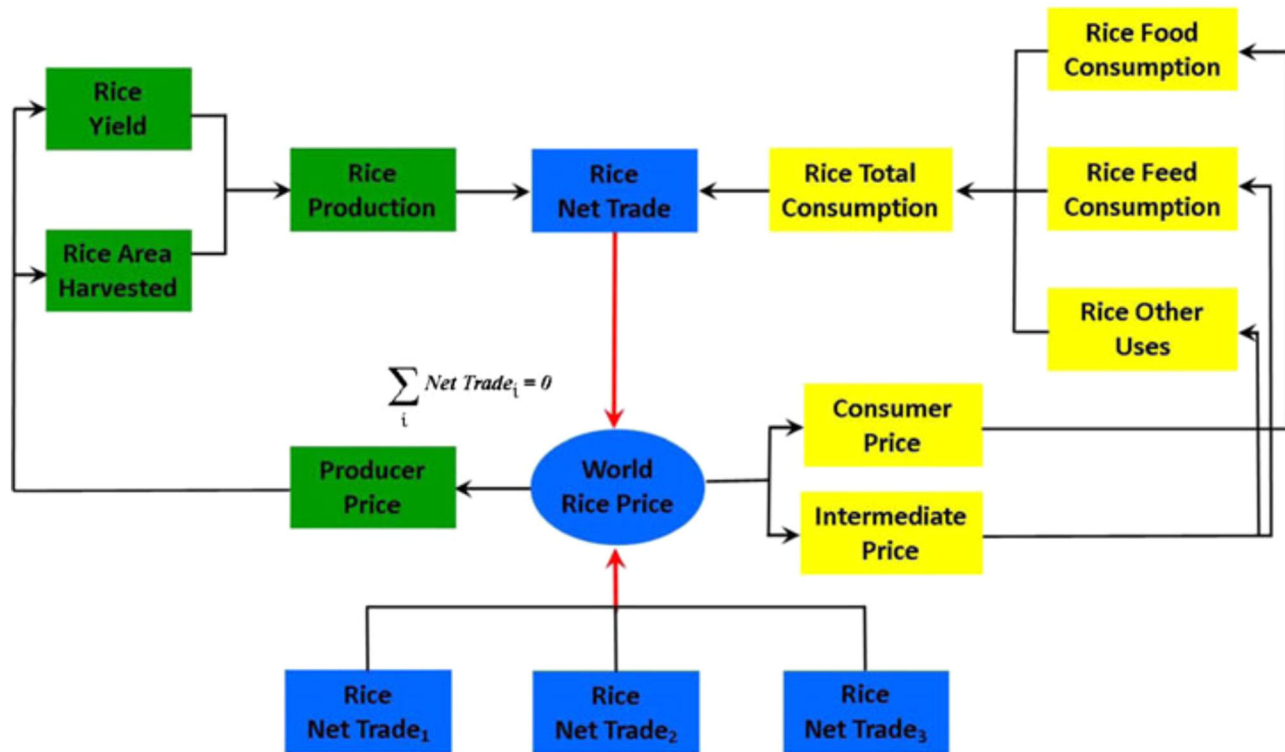 Rice Food
Consumption
Rice
Yield
Rice
Production
Rice
Net Trade
Rice Total
Consumption
Rice Feed
Consumption
Rice Area
Harvested
Rice Other
Uses
∑ Net Tradeᵢ = 0
i
Consumer
Price
Producer
Price
World
Rice Price
Intermediate
Price
Rice
Net Trade₁
Rice
Net Trade₂
Rice
Net Trade₃